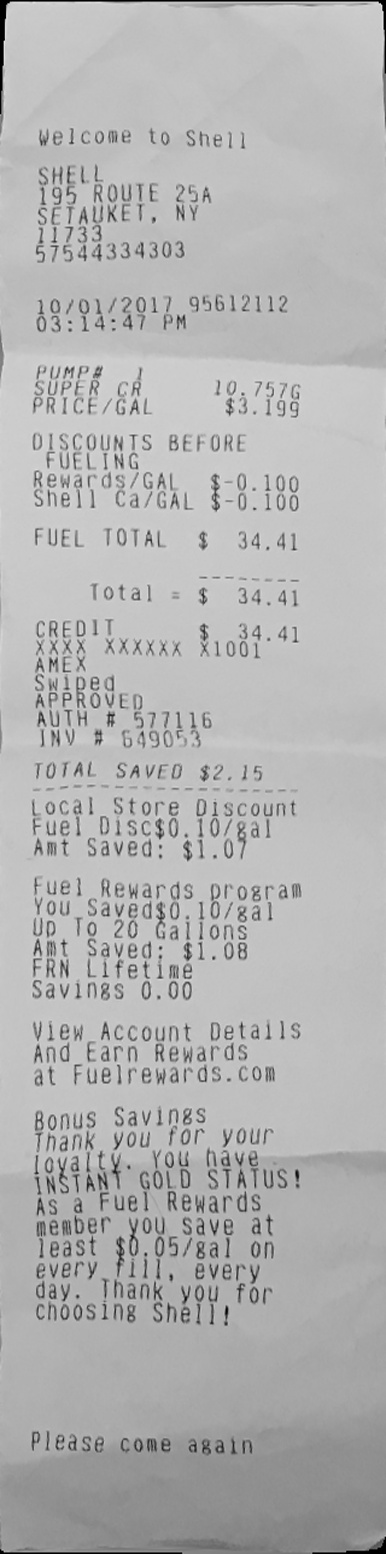 Welcome to Shell
SHELL
195 ROUTE 25A
SETAUKET, NY
11733
57544334303
10/01/2017 95612112
03:14:47 PM
PUMP# 1
SUPER CR 10.757G
PRICE/GAL $3.199
DISCOUNTS BEFORE
FUELING
Rewards/GAL $-0.100
Shell Ca/GAL $-0.100
FUEL TOTAL $ 34.41
Total = $ 34.41
CREDIT $ 34.41
XXXX XXXXXX X1001
AMEX
Swiped
APPROVED
AUTH # 577116
INV # 649053
TOTAL SAVED $2.15
Local Store Discount
Fuel Disc$0.10/gal
Amt Saved: $1.07
Fuel Rewards program
You Saved$0.10/gal
Up To 20 Gallons
Amt Saved: $1.08
FRN Lifetime
Savings 0.00
View Account Details
And Earn Rewards
at Fuelrewards.com
Bonus Savings
Thank you for your
loyalty. You have
INSTANT GOLD STATUS!
As a Fuel Rewards
member you save at
least $0.05/gal on
every fill, every
day. Thank you for
choosing Shell!
Please come again